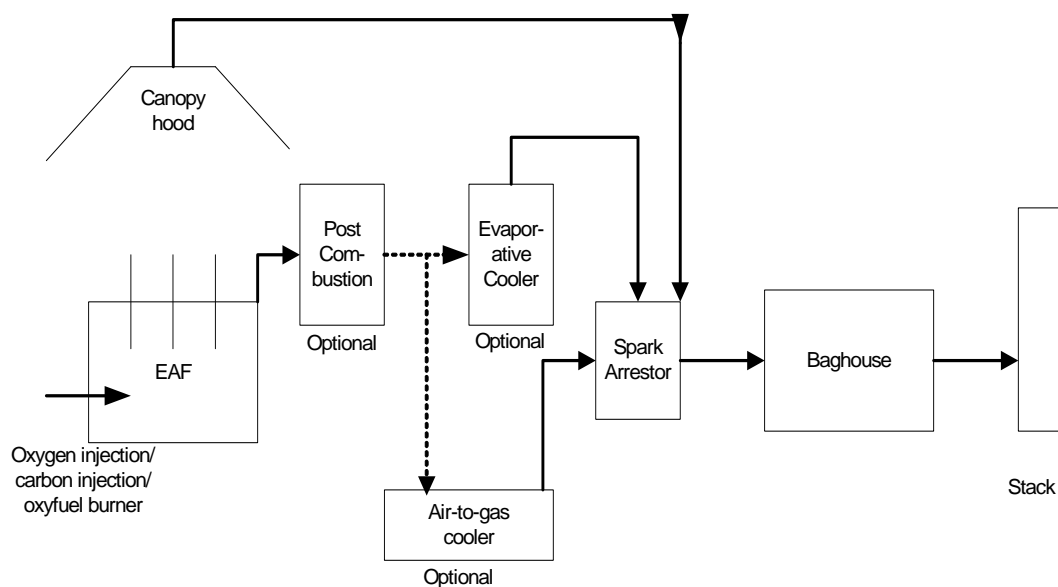 Canopy
hood
Post
Com-
bustion
Optional
Evapor-
ative
Cooler
Optional
EAF
Spark
Arrestor
Baghouse
Oxygen injection/
carbon injection/
oxyfuel burner
Stack
Air-to-gas
cooler
Optional